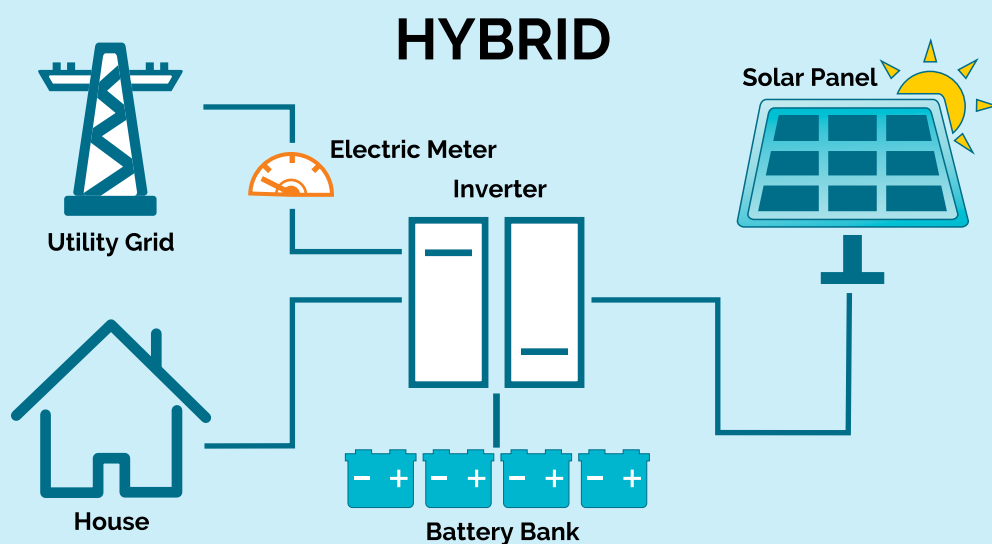 HYBRID
Solar Panel
Electric Meter
Inverter
Utility Grid
House
Battery Bank